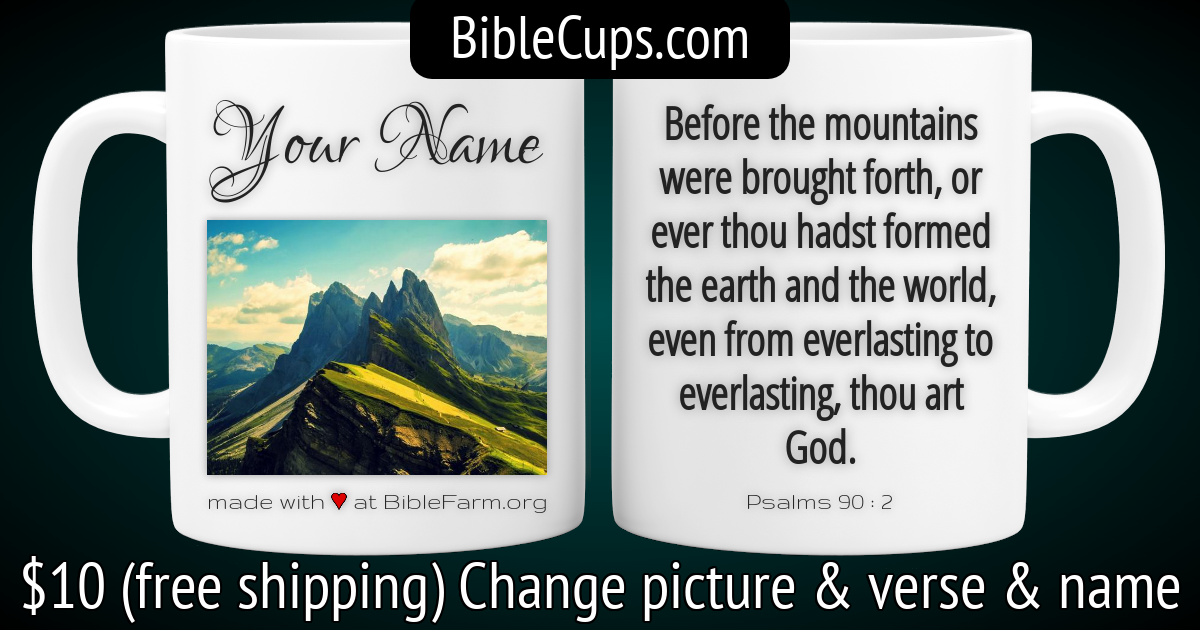 BibleCups.com
Your Name
made with ♥ at BibleFarm.org
Before the mountains
were brought forth, or
ever thou hadst formed
the earth and the world,
even from everlasting to
everlasting, thou art
God.
Psalms 90 : 2
$10 (free shipping) Change picture & verse & name